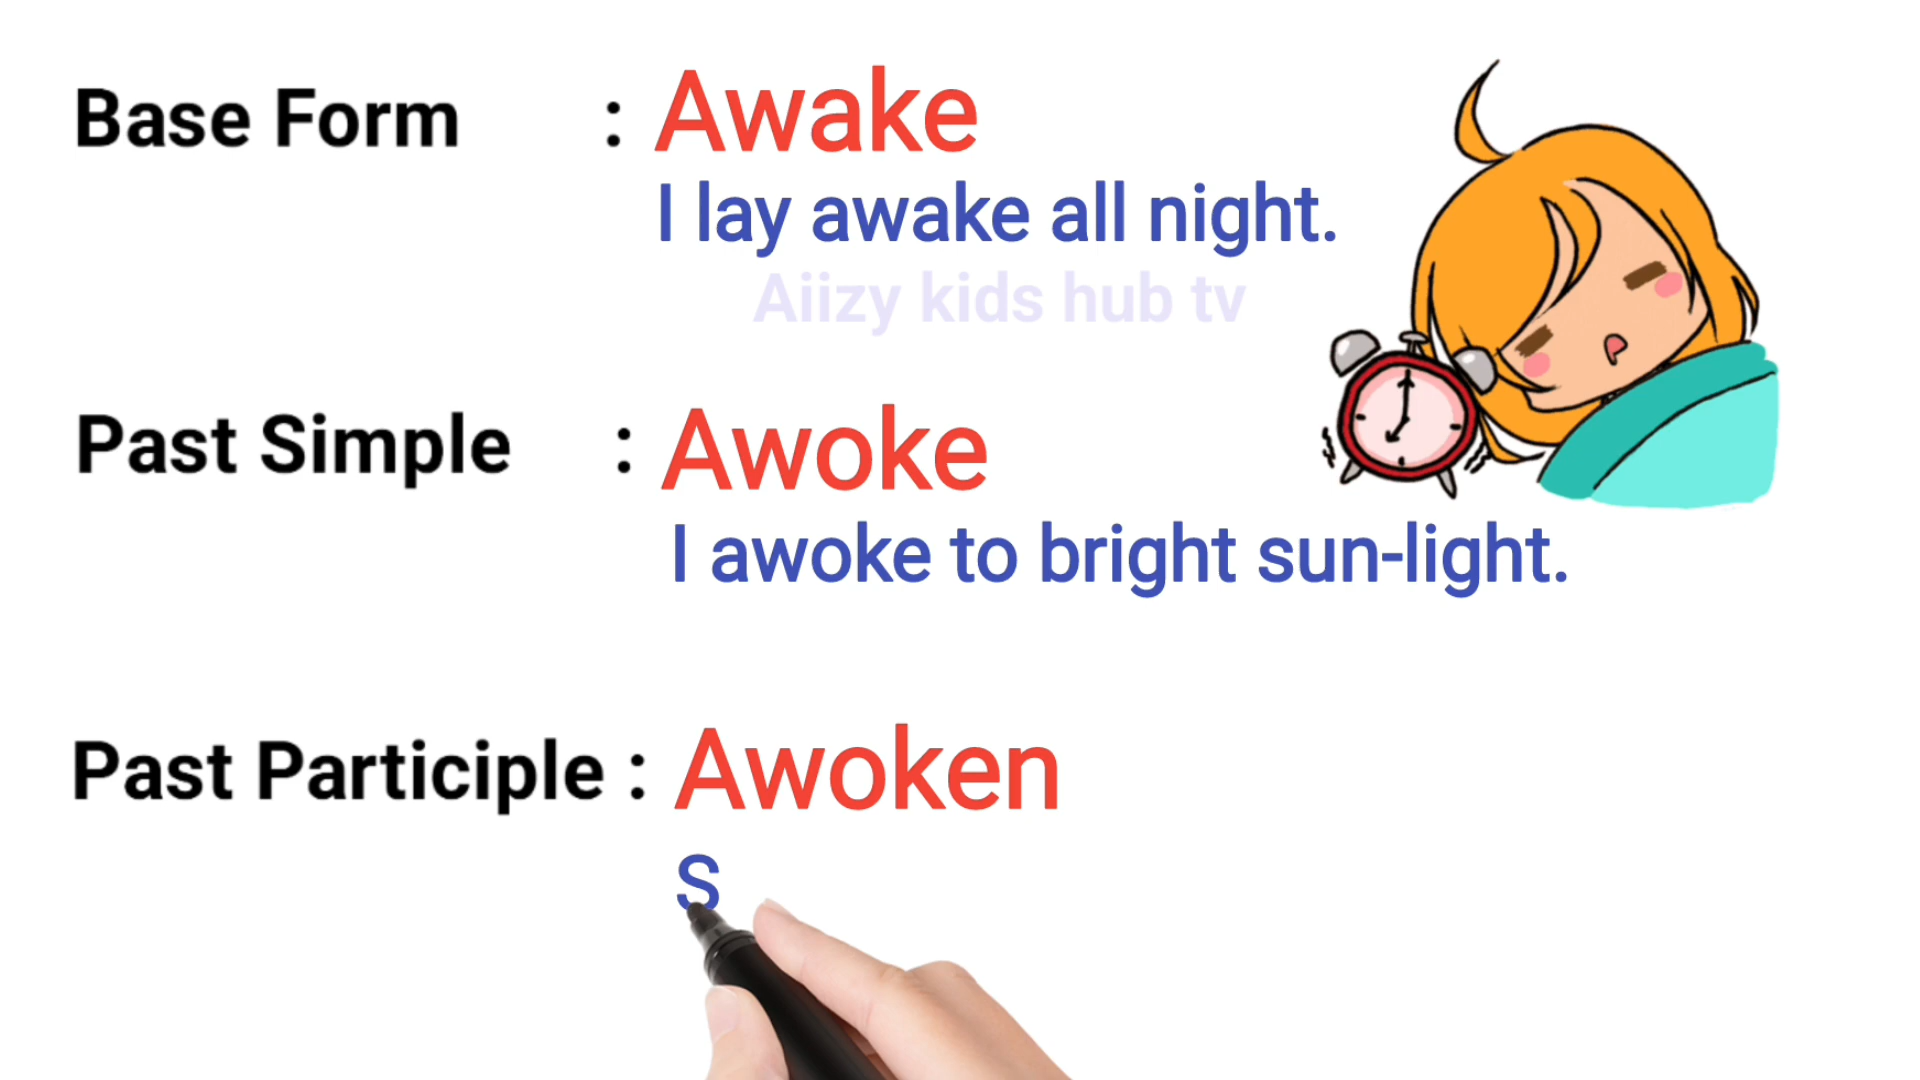 Base Form : Awake
I lay awake all night.
Aiizy kids hub tv
Past Simple : Awoke
I awoke to bright sun-light.
Past Participle : Awoken
S